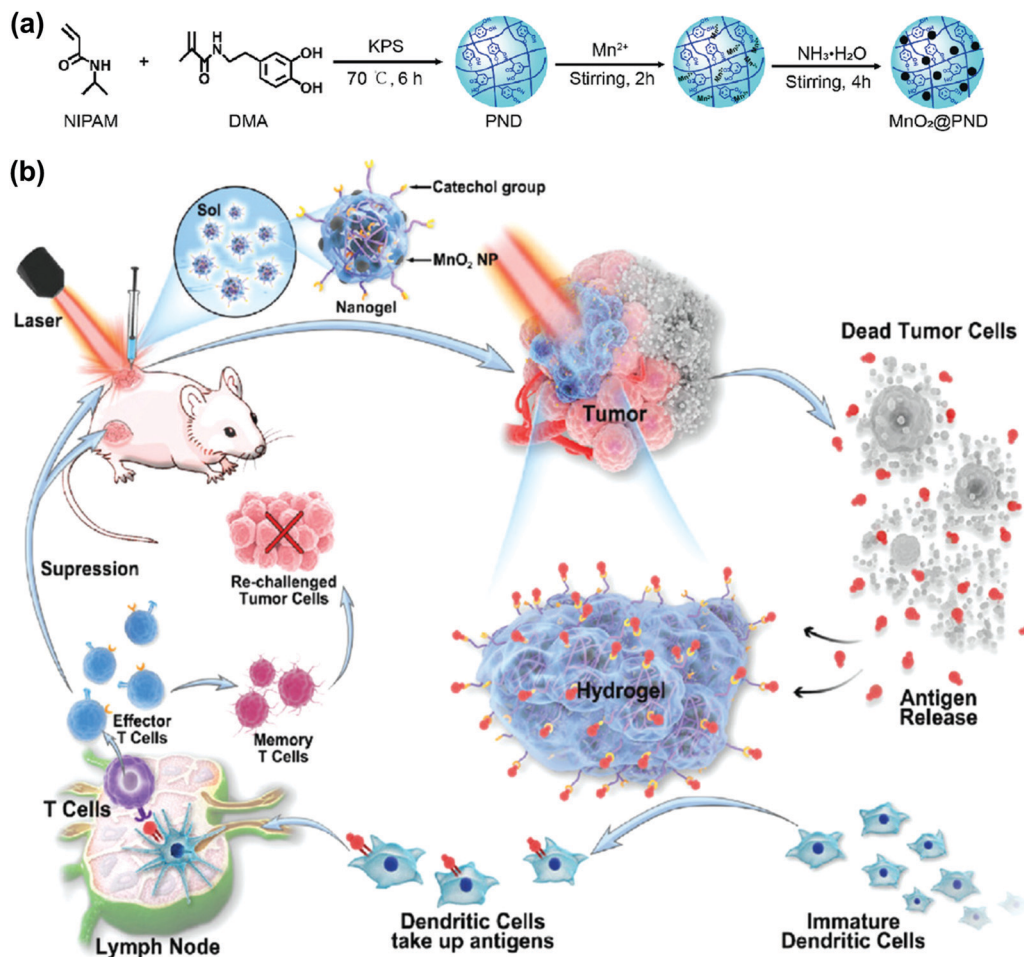 (a)
NIPAM
+
DMA
KPS
70 °C, 6 h
PND
Mn²⁺
Stirring, 2h
NH₃•H₂O
Stirring, 4h
MnO₂@PND
(b)
Laser
Sol
Catechol group
MnO₂ NP
Nanogel
Tumor
Dead Tumor Cells
Supression
Re-challenged
Tumor Cells
Effector
T Cells
Memory
T Cells
Hydrogel
Antigen
Release
T Cells
Lymph Node
Dendritic Cells
take up antigens
Immature
Dendritic Cells